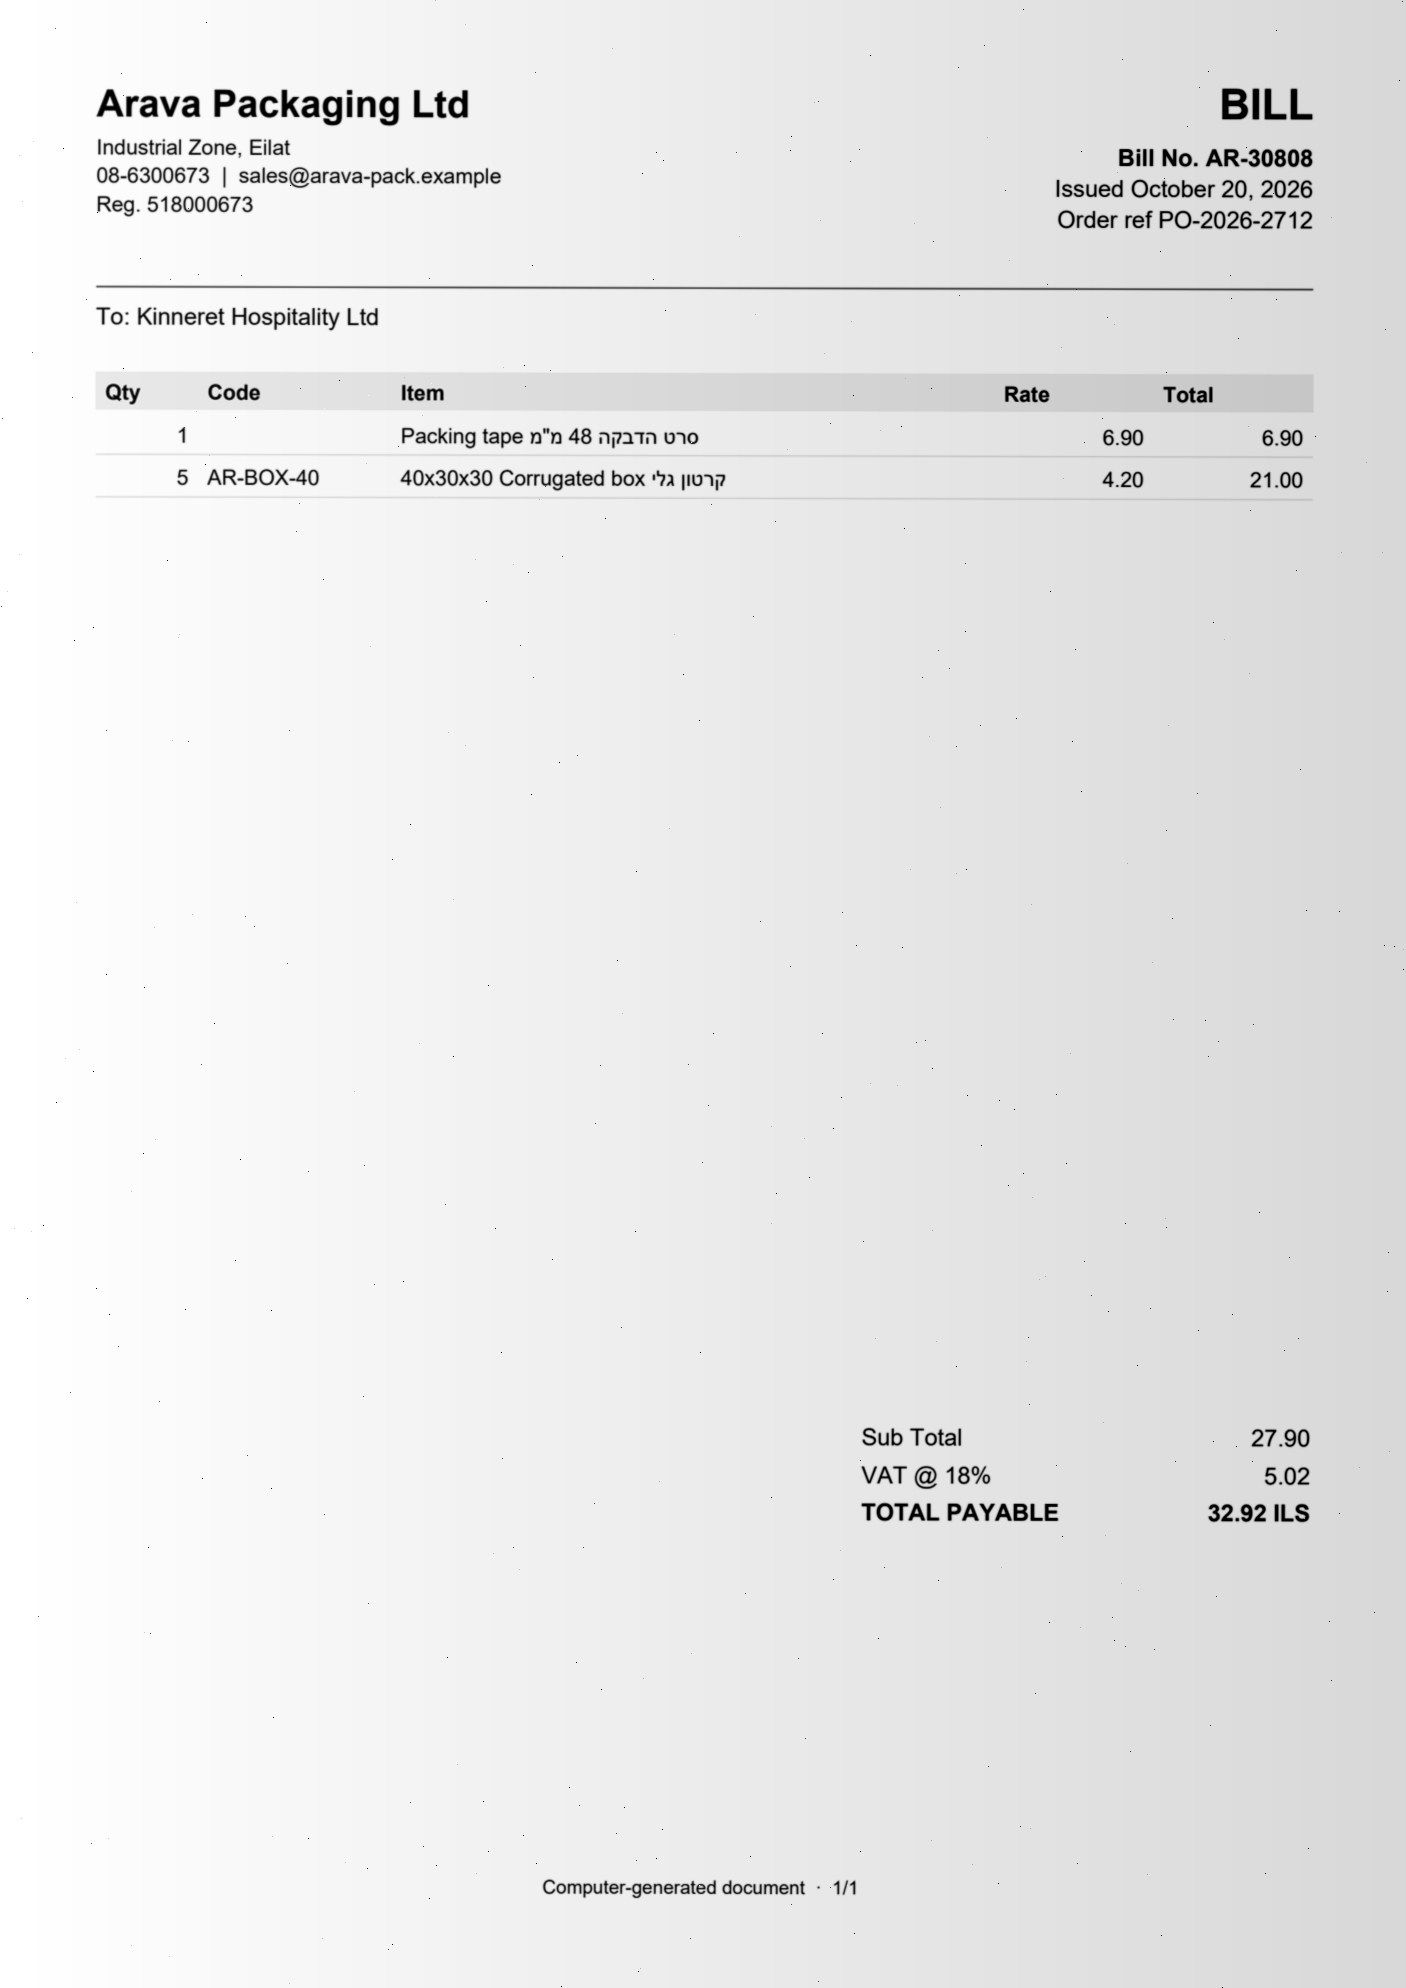 Arava Packaging Ltd
Industrial Zone, Eilat
08-6300673 | sales@arava-pack.example
Reg. 518000673
BILL
Bill No. AR-30808
Issued October 20, 2026
Order ref PO-2026-2712
To: Kinneret Hospitality Ltd
Qty Code Item Rate Total
1 Packing tape סרט הדבקה 48 מ"מ 6.90 6.90
5 AR-BOX-40 40x30x30 Corrugated box קרטון גלי 4.20 21.00
Sub Total 27.90
VAT @ 18% 5.02
TOTAL PAYABLE 32.92 ILS
Computer-generated document · 1/1